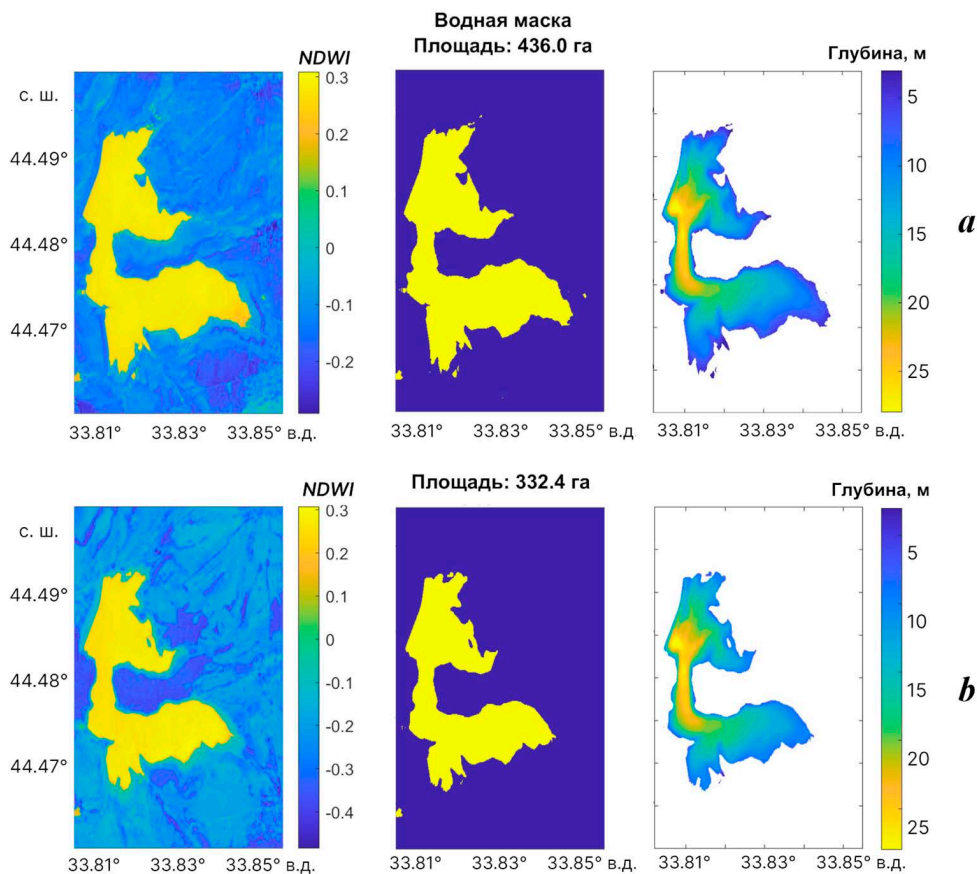 Водная маска
Площадь: 436.0 га
NDWI
Глубина, м
с. ш.
44.49°
44.48°
44.47°
0.3
0.2
0.1
0
-0.1
-0.2
5
10
15
20
25
a
33.81° 33.83° 33.85° в.д.
33.81° 33.83° 33.85° в.д.
33.81° 33.83° 33.85° в.д.
NDWI
Площадь: 332.4 га
Глубина, м
с. ш.
44.49°
44.48°
44.47°
0.3
0.2
0.1
0
-0.1
-0.2
-0.3
-0.4
5
10
15
20
25
b
33.81° 33.83° 33.85° в.д.
33.81° 33.83° 33.85° в.д.
33.81° 33.83° 33.85° в.д.